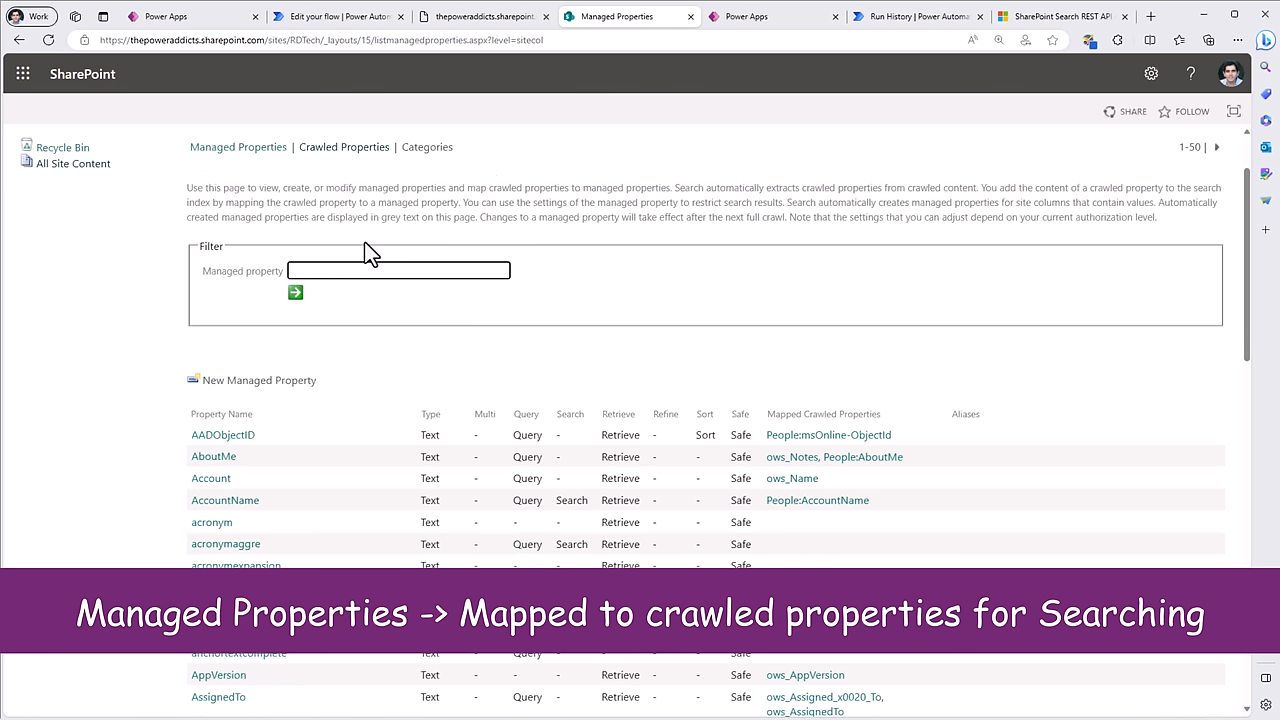 Work
Power Apps
Edit your flow | Power Auton
thepoweraddicts.sharepoint.
Managed Properties
Power Apps
Run History | Power Automa
SharePoint Search REST API
https://thepoweraddicts.sharepoint.com/sites/RDTech/_layouts/15/listmanagedproperties.aspx?level=sitecol
SharePoint
SHARE
FOLLOW
Recycle Bin
All Site Content
Managed Properties | Crawled Properties | Categories
1-50 |
Use this page to view, create, or modify managed properties and map crawled properties to managed properties. Search automatically extracts crawled properties from crawled content. You add the content of a crawled property to the search
index by mapping the crawled property to a managed property. You can use the settings of the managed property to restrict search results. Search automatically creates managed properties for site columns that contain values. Automatically
created managed properties are displayed in grey text on this page. Changes to a managed property will take effect after the next full crawl. Note that the settings that you can adjust depend on your current authorization level.
Filter
Managed property
New Managed Property
Property Name Type Multi Query Search Retrieve Refine Sort Safe Mapped Crawled Properties Aliases
AADObjectID Text - Query - Retrieve - Sort Safe People:msOnline-ObjectId
AboutMe Text - Query - Retrieve - - Safe ows_Notes, People:AboutMe
Account Text - Query - Retrieve - - Safe ows_Name
AccountName Text - Query Search Retrieve - - Safe People:AccountName
acronym Text - - - Retrieve - - Safe
acronymaggre Text - Query Search Retrieve - - Safe
acronymexpansion Text - - - Retrieve - - Safe
Managed Properties -> Mapped to crawled properties for Searching
anchortextcomplete Query - - - Safe
AppVersion Text - - - Retrieve - - Safe ows_AppVersion
AssignedTo Text - Query - Retrieve - - Safe ows_Assigned_x0020_To,
ows_AssignedTo